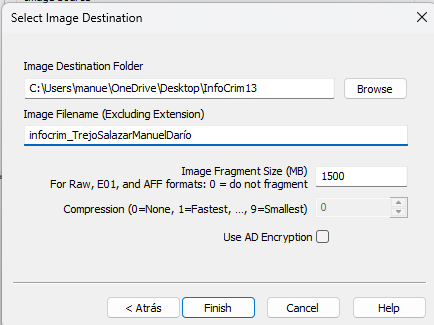 Select Image Destination
Image Destination Folder
C:\Users\manue\OneDrive\Desktop\InfoCrim13
Browse
Image Filename (Excluding Extension)
infocrim_TrejoSalazarManuelDarío
Image Fragment Size (MB)
1500
For Raw, E01, and AFF formats: 0 = do not fragment
Compression (0=None, 1=Fastest, ..., 9=Smallest)
0
Use AD Encryption
< Atrás
Finish
Cancel
Help